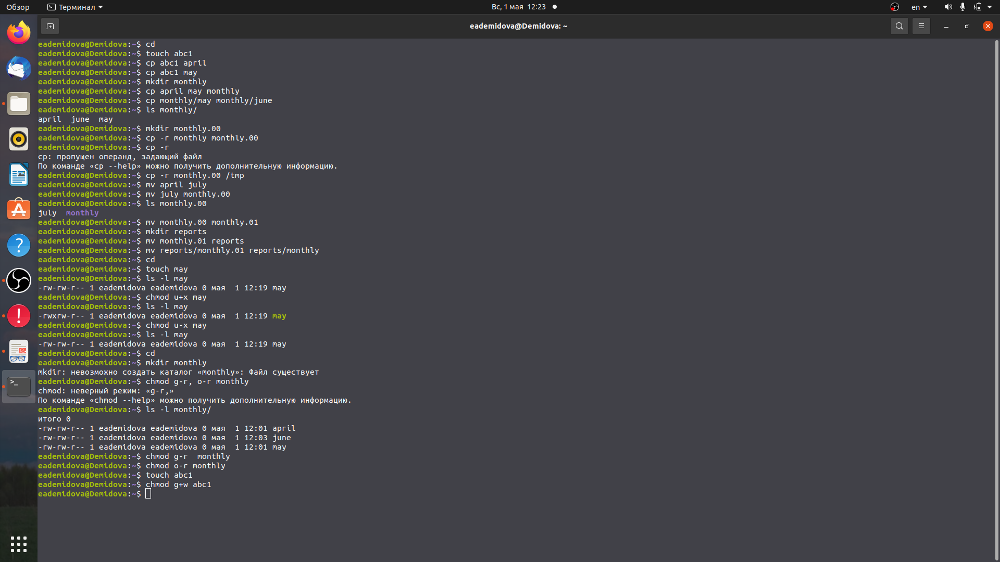 Обзор
Терминал
Вс, 1 мая 12:23
en
eademidova@Demidova: ~
eademidova@Demidova:~$ cd
eademidova@Demidova:~$ touch abc1
eademidova@Demidova:~$ cp abc1 april
eademidova@Demidova:~$ cp abc1 may
eademidova@Demidova:~$ mkdir monthly
eademidova@Demidova:~$ cp april may monthly
eademidova@Demidova:~$ cp monthly/may monthly/june
eademidova@Demidova:~$ ls monthly/
april  june  may
eademidova@Demidova:~$ mkdir monthly.00
eademidova@Demidova:~$ cp -r monthly monthly.00
eademidova@Demidova:~$ cp -r
cp: пропущен операнд, задающий файл
По команде «cp --help» можно получить дополнительную информацию.
eademidova@Demidova:~$ cp -r monthly.00 /tmp
eademidova@Demidova:~$ mv april july
eademidova@Demidova:~$ mv july monthly.00
eademidova@Demidova:~$ ls monthly.00
july  monthly
eademidova@Demidova:~$ mv monthly.00 monthly.01
eademidova@Demidova:~$ mkdir reports
eademidova@Demidova:~$ mv monthly.01 reports
eademidova@Demidova:~$ mv reports/monthly.01 reports/monthly
eademidova@Demidova:~$ cd
eademidova@Demidova:~$ touch may
eademidova@Demidova:~$ ls -l may
-rw-rw-r-- 1 eademidova eademidova 0 мая  1 12:19 may
eademidova@Demidova:~$ chmod u+x may
eademidova@Demidova:~$ ls -l may
-rwxrw-r-- 1 eademidova eademidova 0 мая  1 12:19 may
eademidova@Demidova:~$ chmod u-x may
eademidova@Demidova:~$ ls -l may
-rw-rw-r-- 1 eademidova eademidova 0 мая  1 12:19 may
eademidova@Demidova:~$ cd
eademidova@Demidova:~$ mkdir monthly
mkdir: невозможно создать каталог «monthly»: Файл существует
eademidova@Demidova:~$ chmod g-r, o-r monthly
chmod: неверный режим: «g-r,»
По команде «chmod --help» можно получить дополнительную информацию.
eademidova@Demidova:~$ ls -l monthly/
итого 0
-rw-rw-r-- 1 eademidova eademidova 0 мая  1 12:01 april
-rw-rw-r-- 1 eademidova eademidova 0 мая  1 12:03 june
-rw-rw-r-- 1 eademidova eademidova 0 мая  1 12:01 may
eademidova@Demidova:~$ chmod g-r  monthly
eademidova@Demidova:~$ chmod o-r monthly
eademidova@Demidova:~$ touch abc1
eademidova@Demidova:~$ chmod g+w abc1
eademidova@Demidova:~$